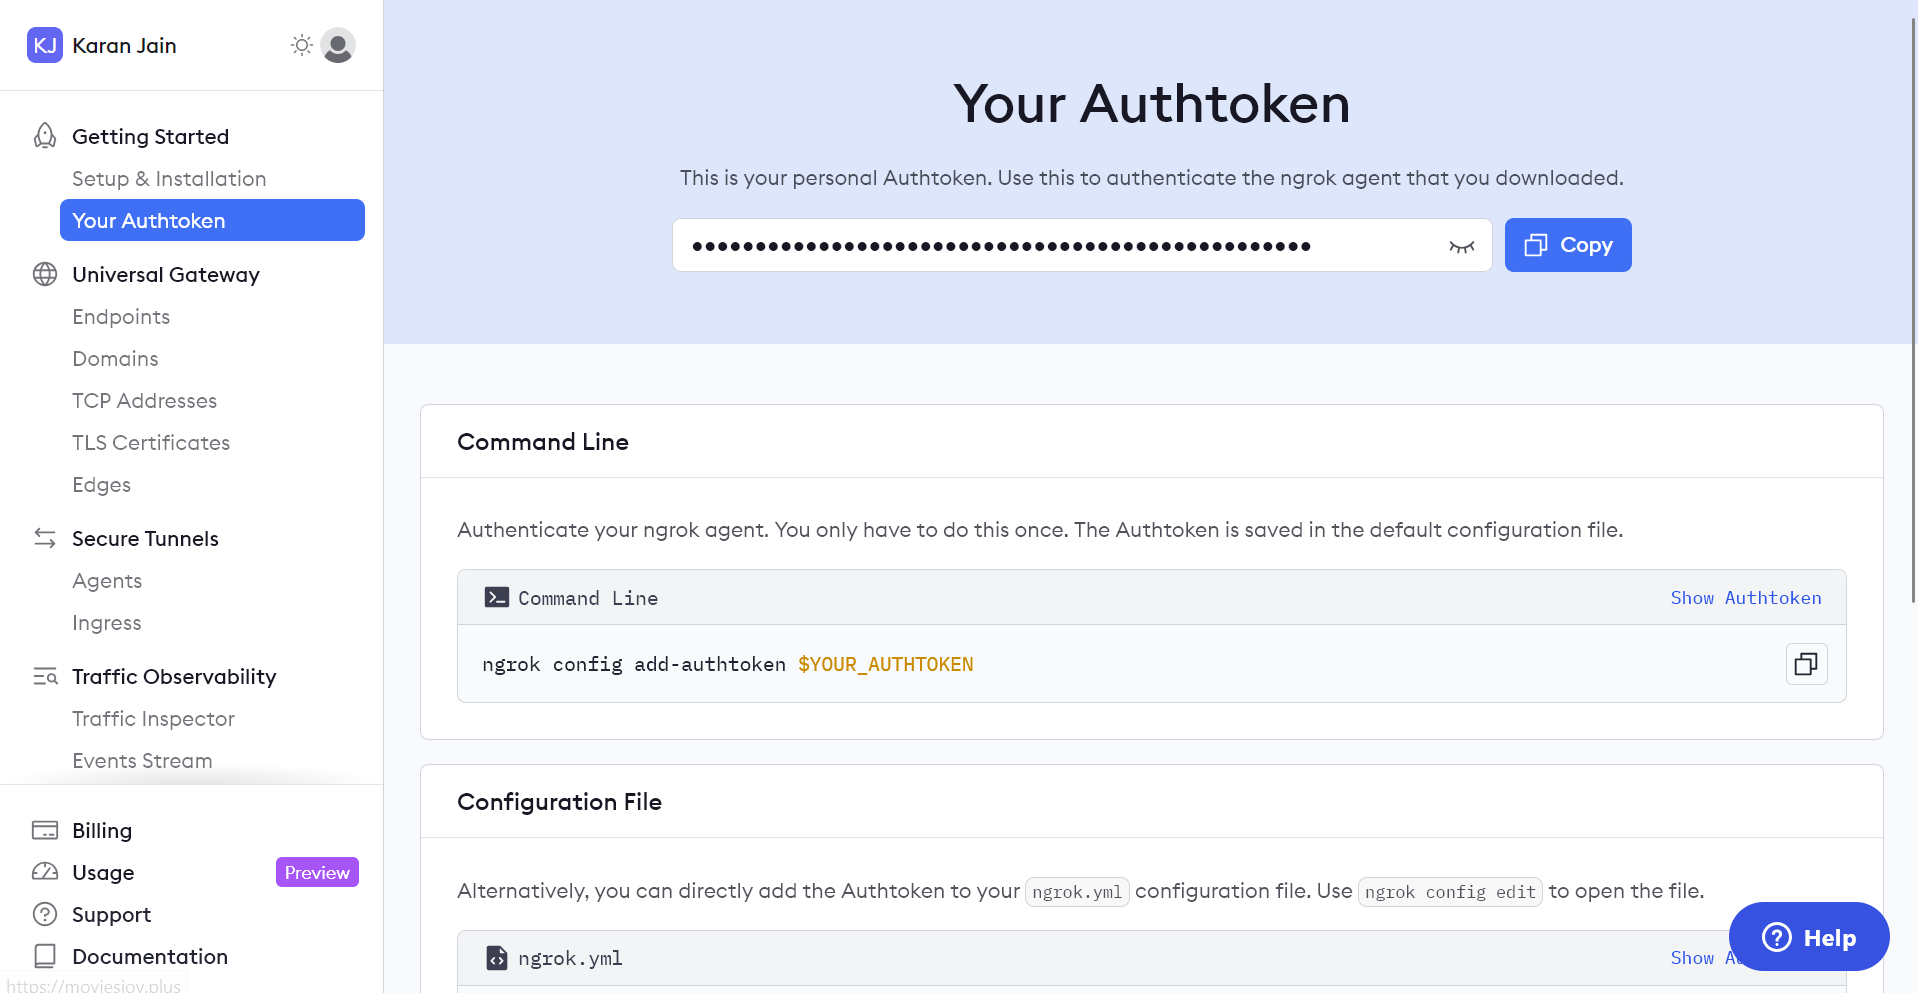 KJ Karan Jain
Getting Started
Setup & Installation
Your Authtoken
Universal Gateway
Endpoints
Domains
TCP Addresses
TLS Certificates
Edges
Secure Tunnels
Agents
Ingress
Traffic Observability
Traffic Inspector
Events Stream
Billing
Usage Preview
Support
Documentation
https://moviesjoy.plus
Your Authtoken
This is your personal Authtoken. Use this to authenticate the ngrok agent that you downloaded.
Copy
Command Line
Authenticate your ngrok agent. You only have to do this once. The Authtoken is saved in the default configuration file.
Command Line Show Authtoken
ngrok config add-authtoken $YOUR_AUTHTOKEN
Configuration File
Alternatively, you can directly add the Authtoken to your ngrok.yml configuration file. Use ngrok config edit to open the file.
ngrok.yml Show
Help